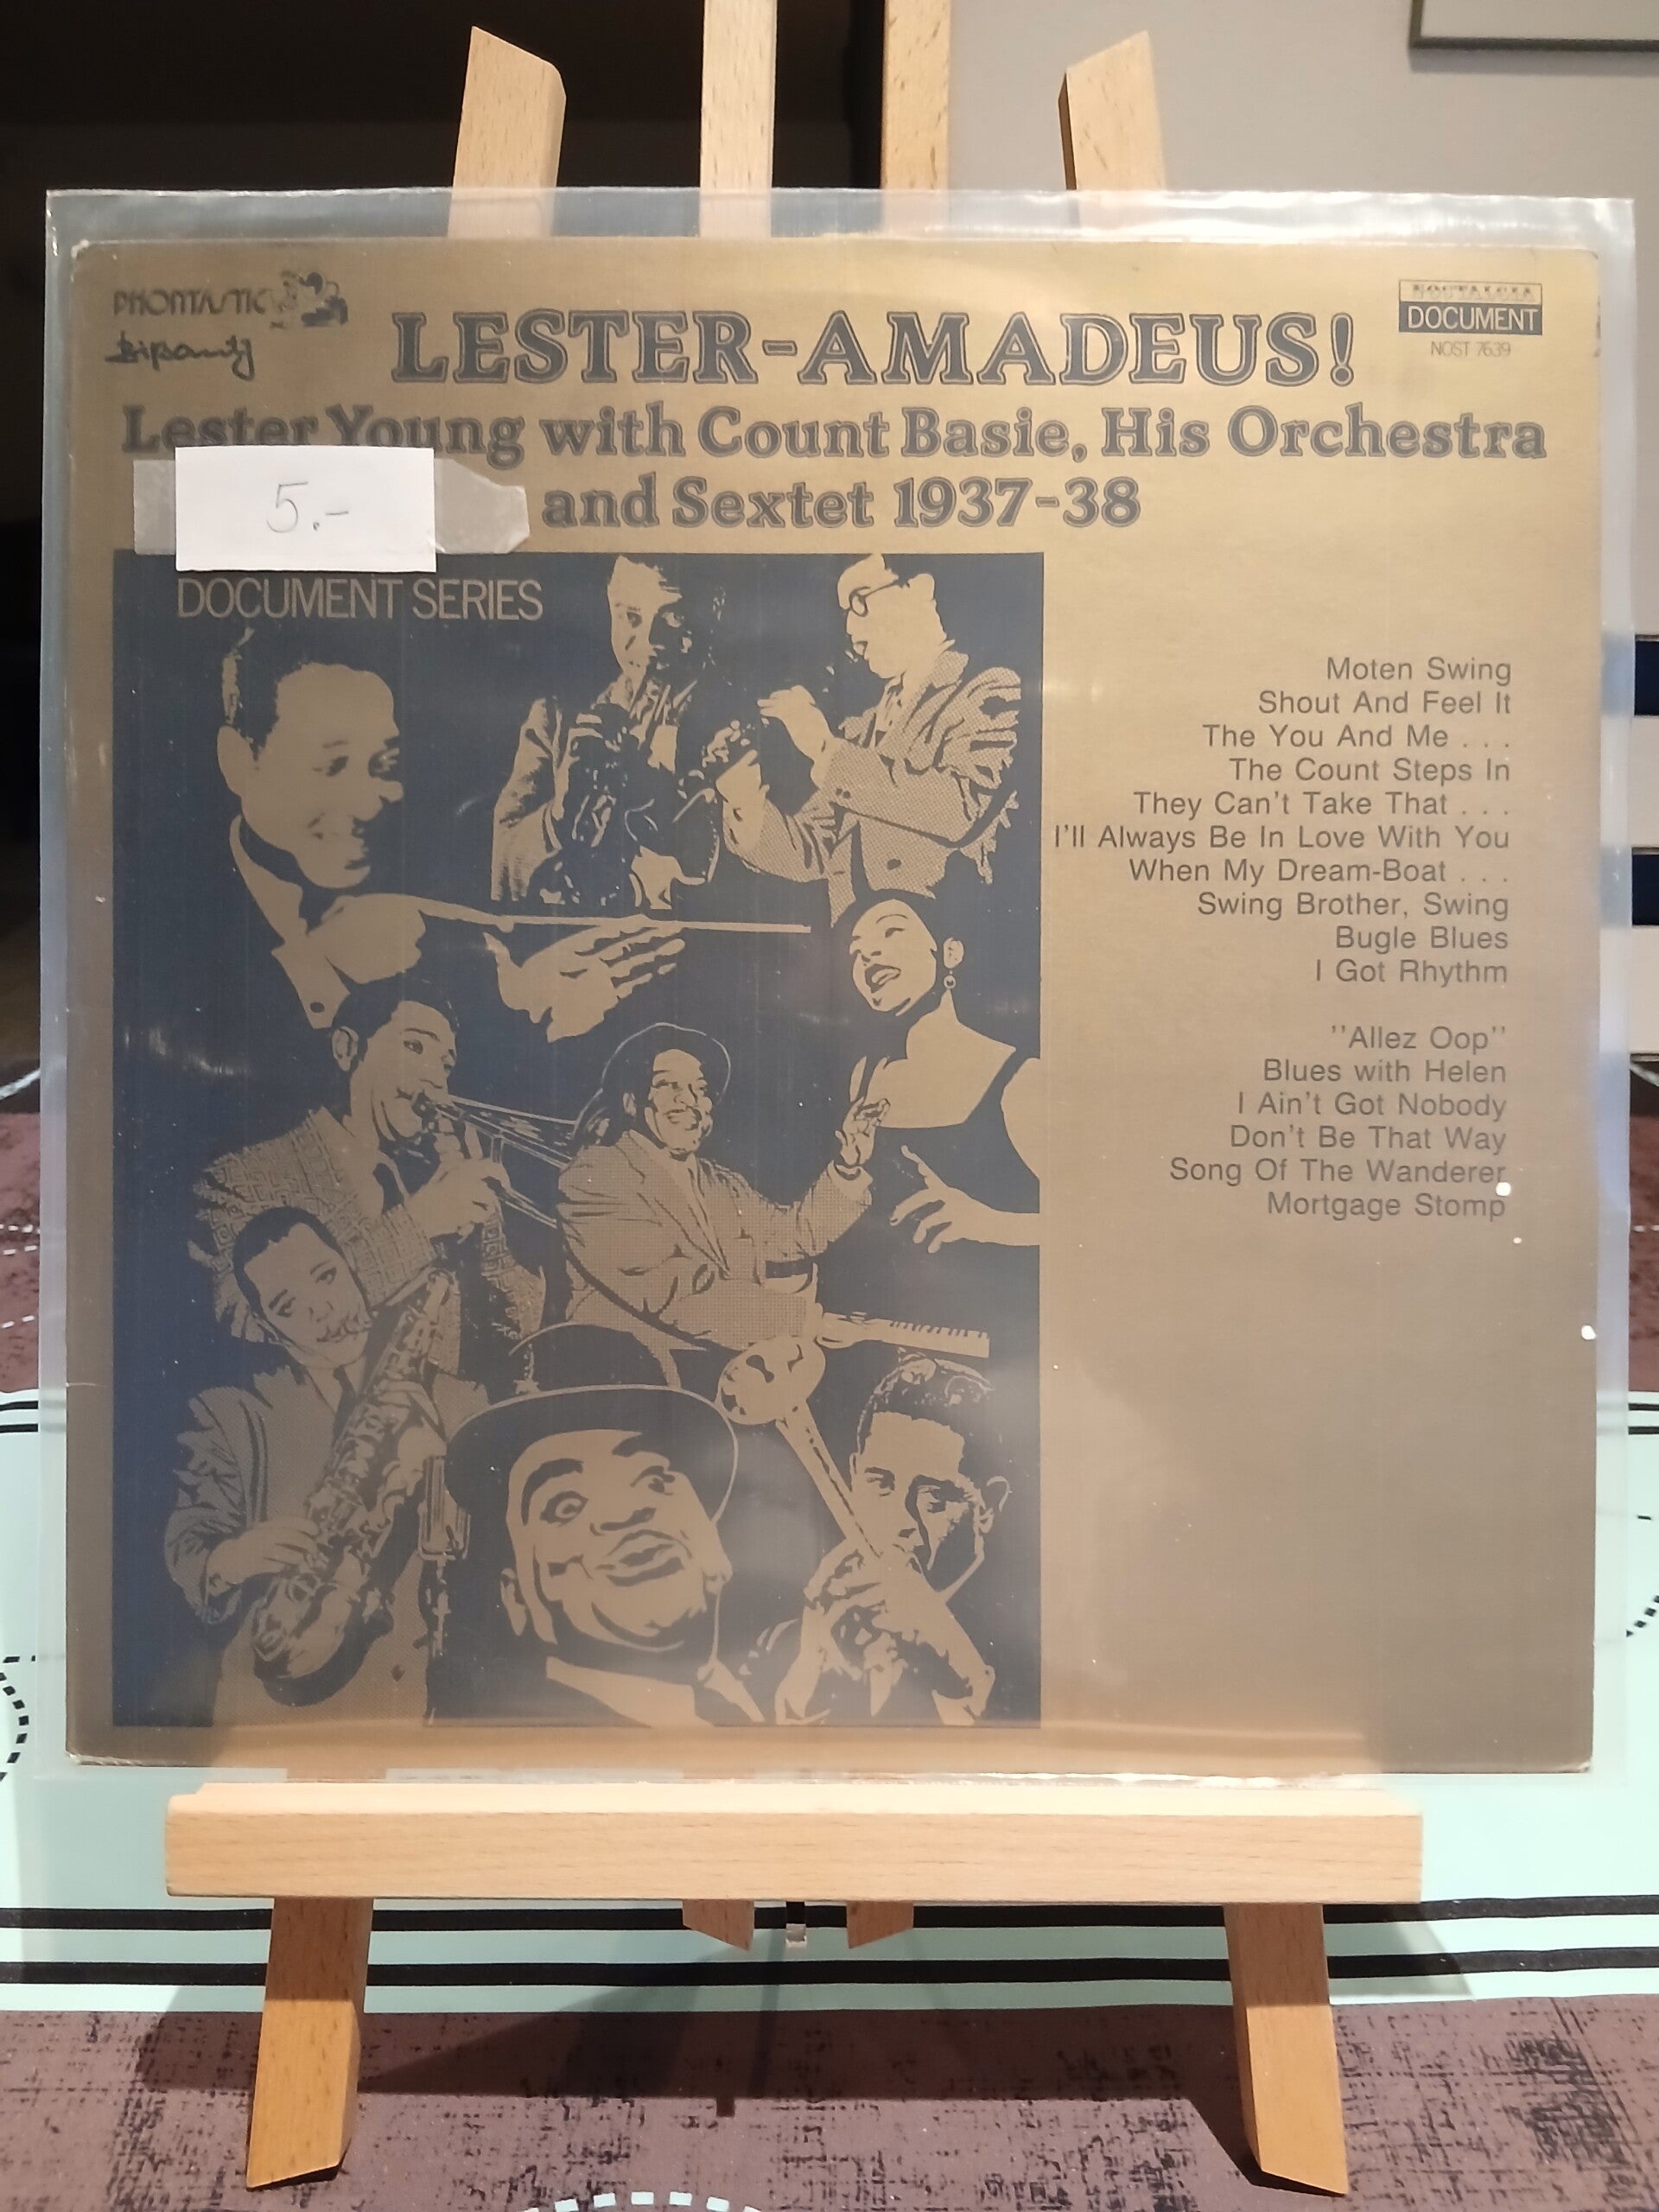 PHONTASTIC
NOSTALGIA
DOCUMENT
NOST 7639
LESTER-AMADEUS!
Lester Young with Count Basie, His Orchestra
and Sextet 1937-38
5.-
DOCUMENT SERIES
Moten Swing
Shout And Feel It
The You And Me . . .
The Count Steps In
They Can't Take That . . .
I'll Always Be In Love With You
When My Dream-Boat . . .
Swing Brother, Swing
Bugle Blues
I Got Rhythm
''Allez Oop''
Blues with Helen
I Ain't Got Nobody
Don't Be That Way
Song Of The Wanderer
Mortgage Stomp